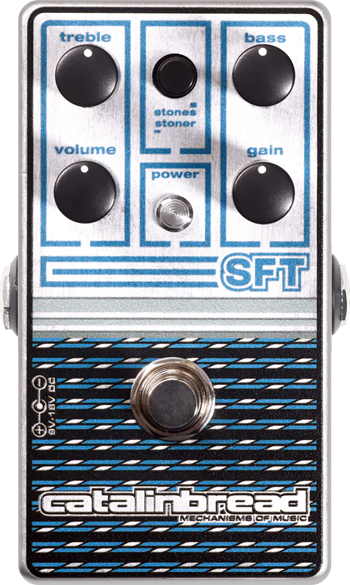 treble
bass
stones
stoner
volume
gain
power
SFT
9V-18V DC
catalinbread
MECHANISMS OF MUSIC